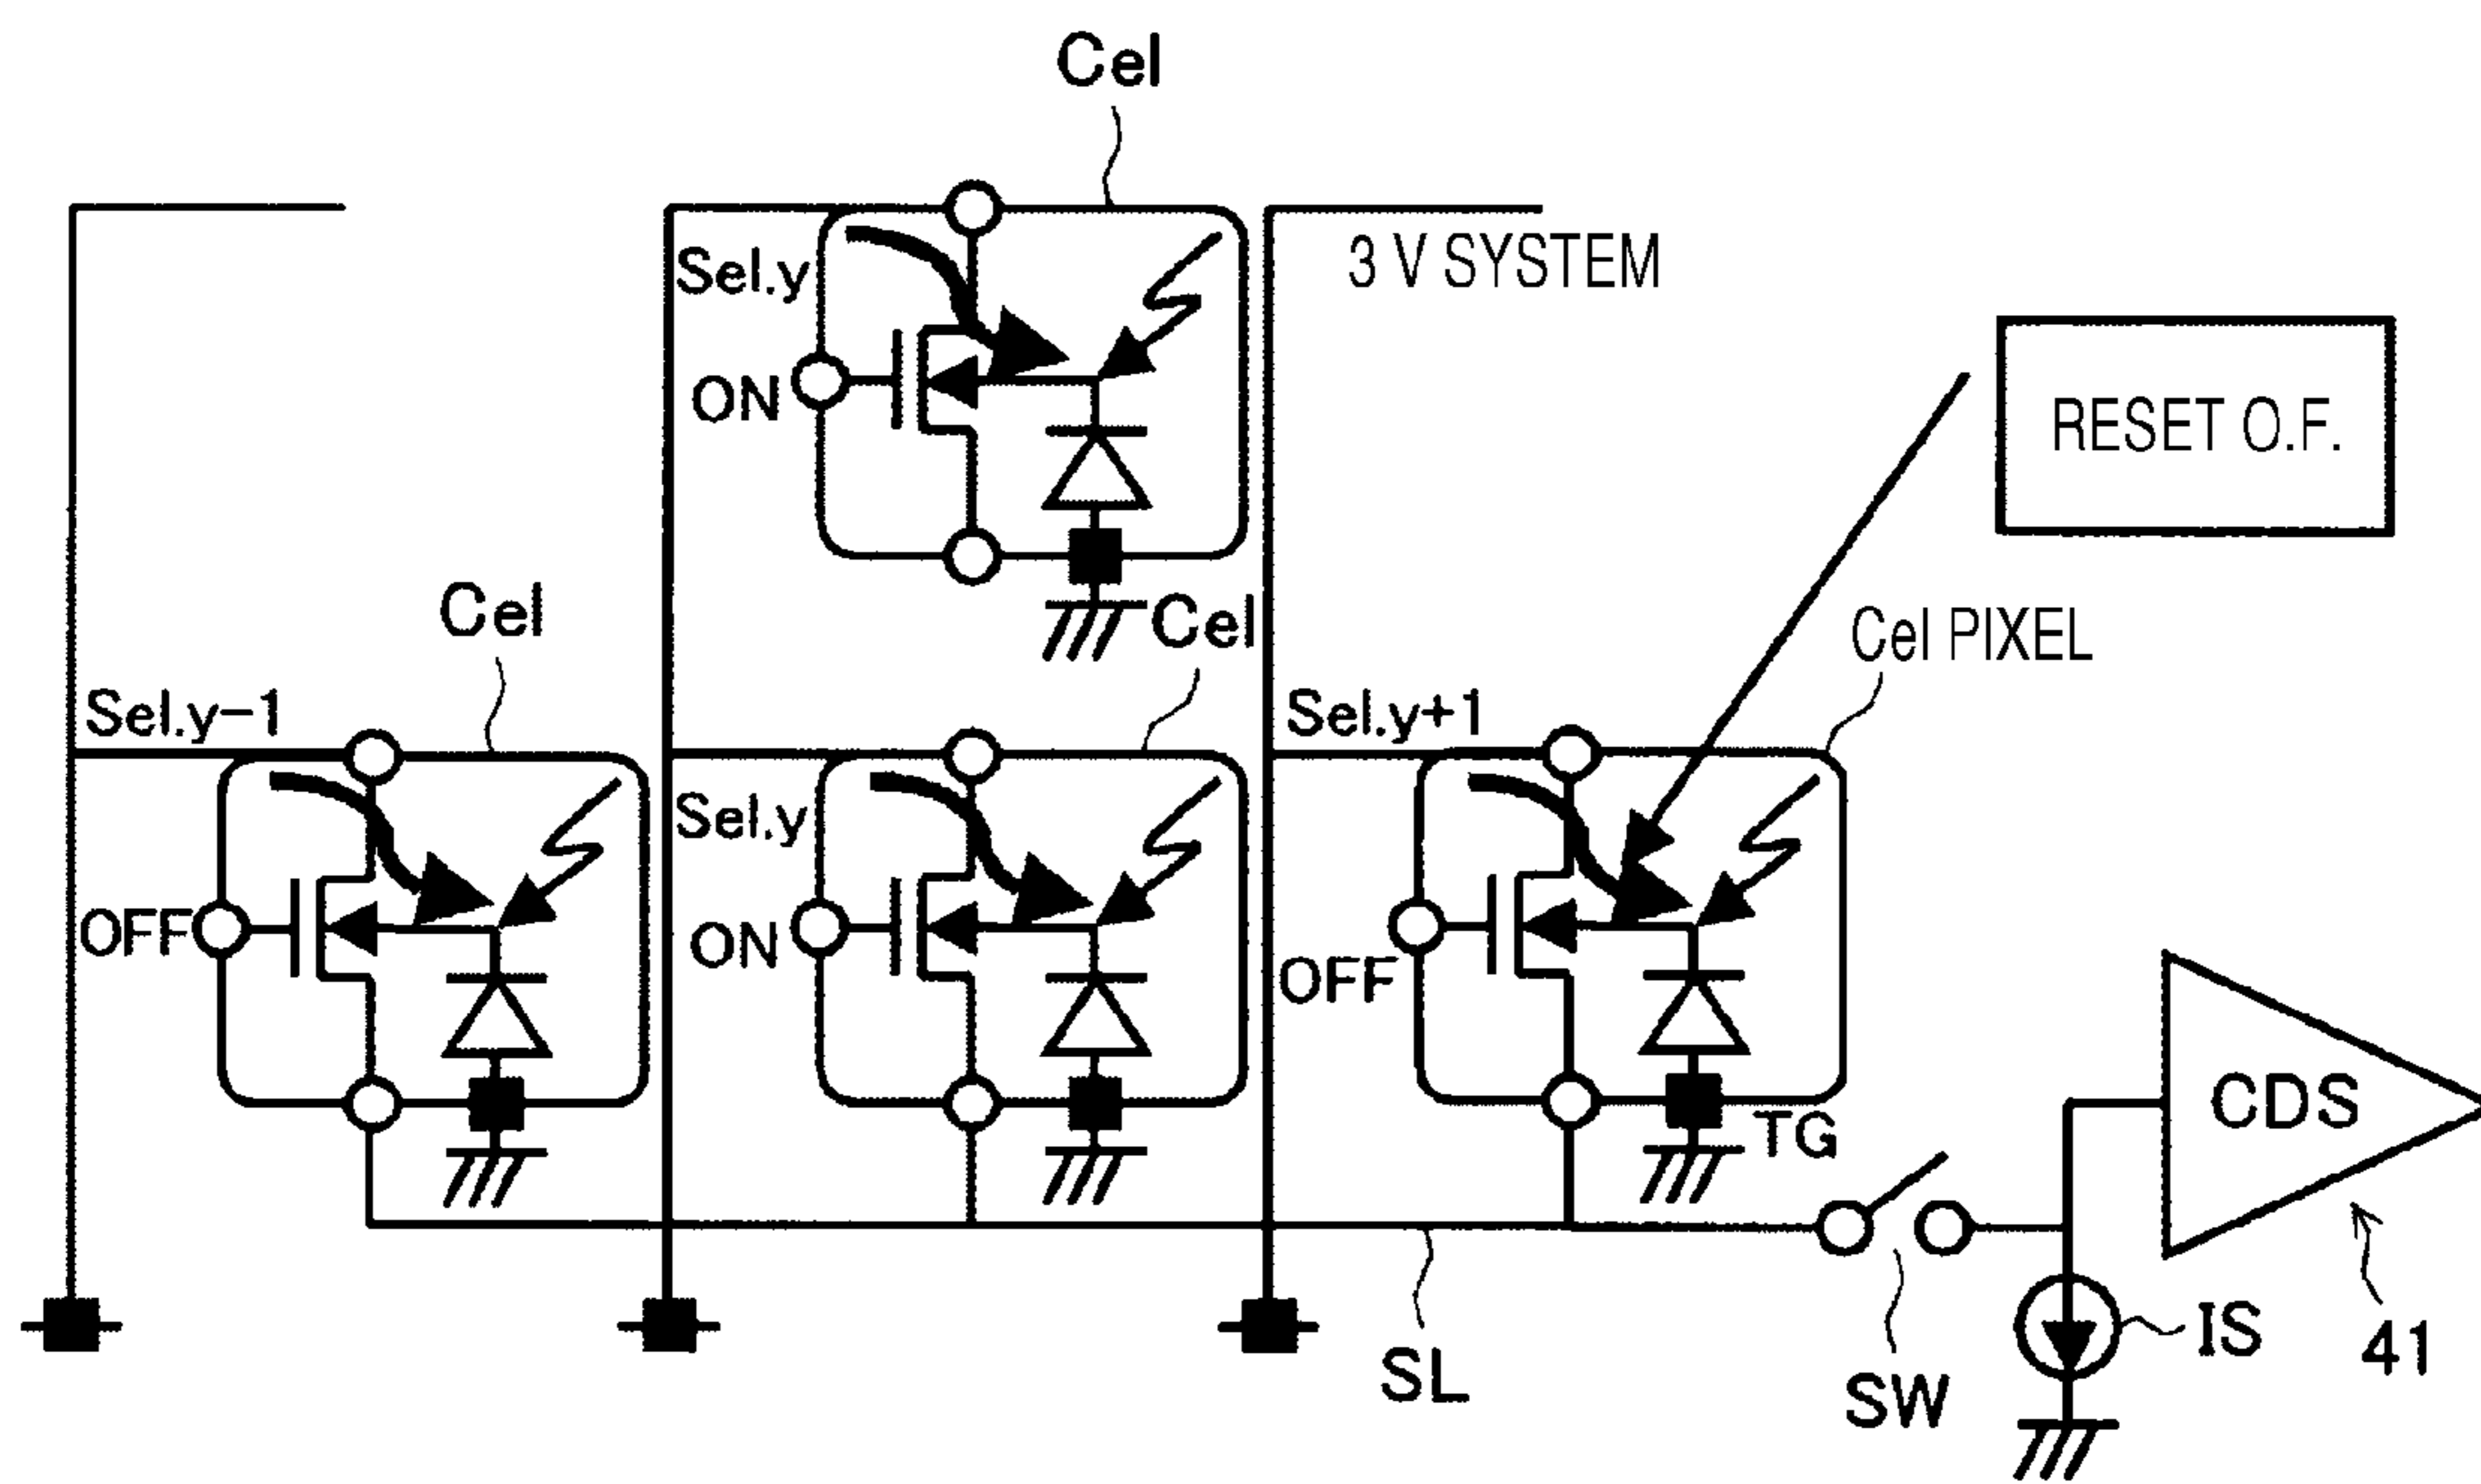 Cel
Sel.y
3 V SYSTEM
ON
RESET O.F.
Cel
Cel
Cel PIXEL
Sel.y-1
Sel.y+1
Sel.y
OFF
ON
OFF
CDS
TG
IS
41
SL
SW